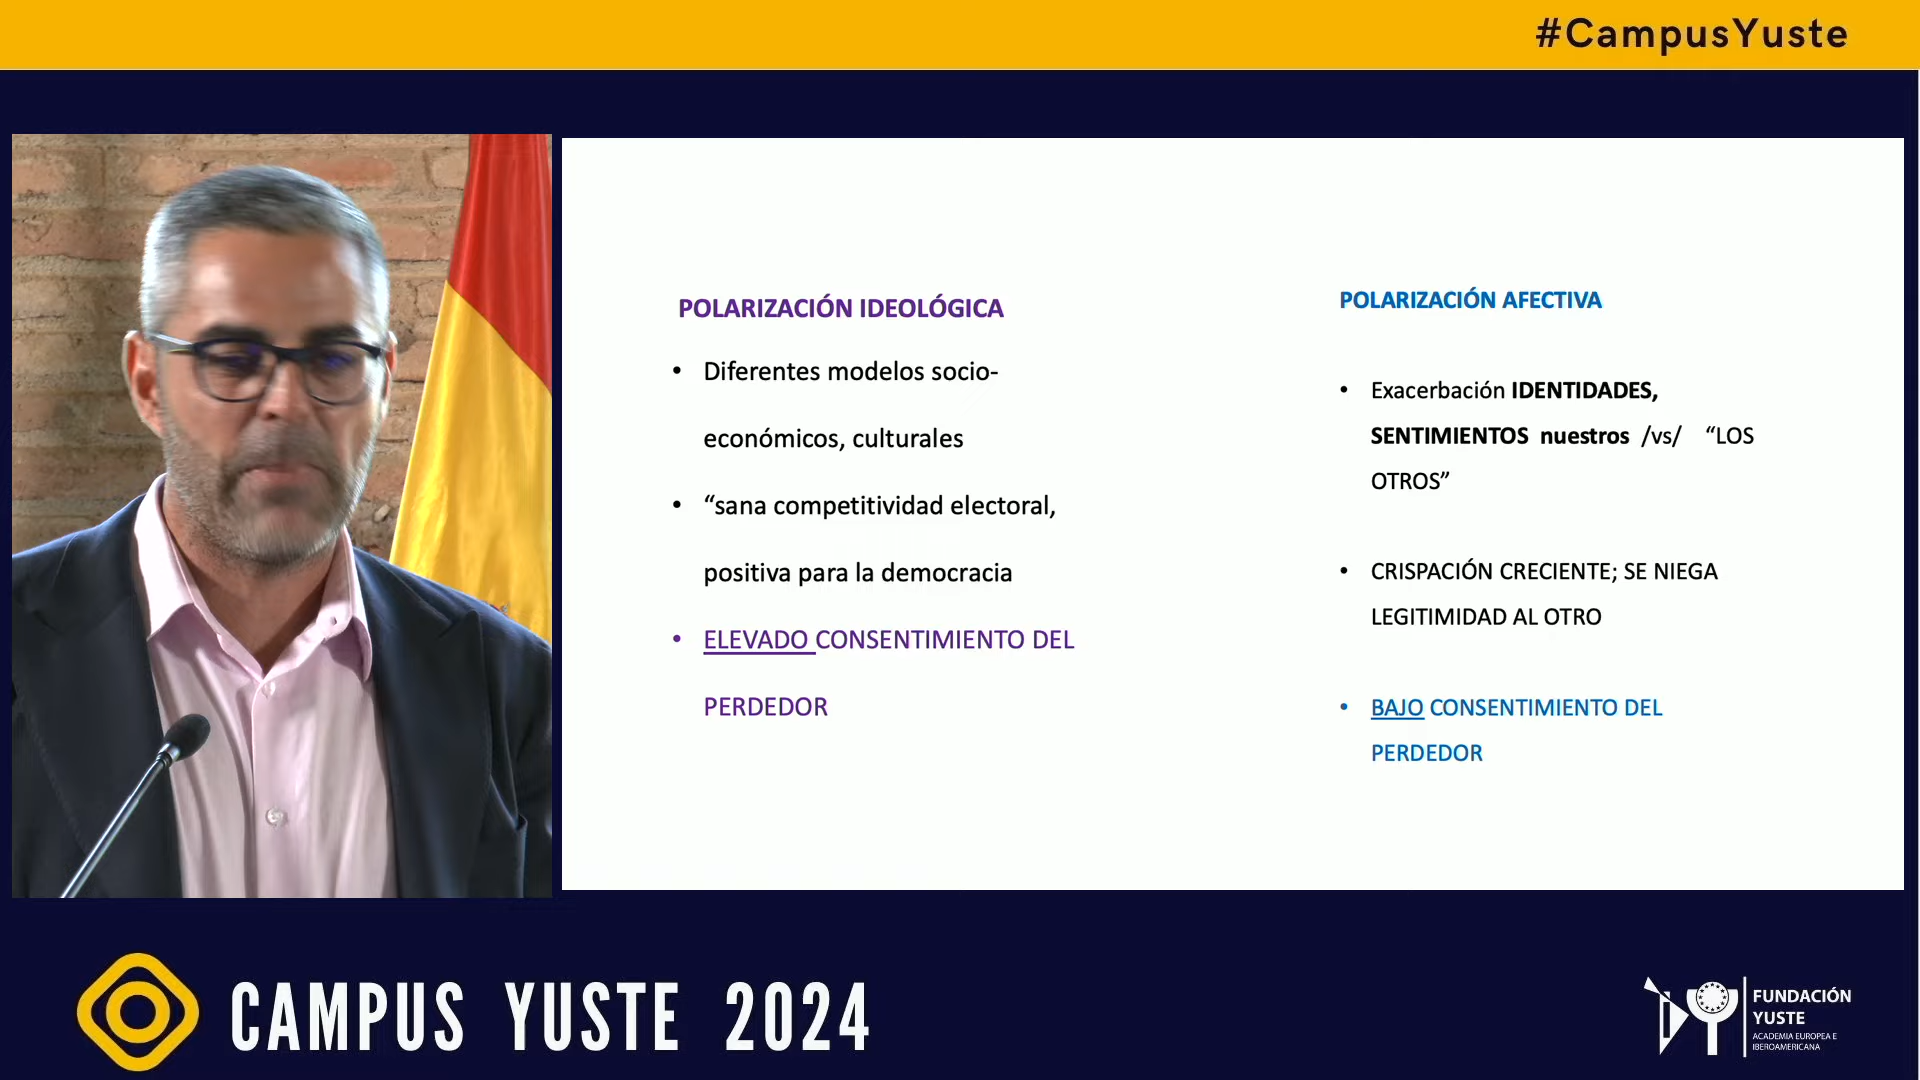 #CampusYuste
POLARIZACIÓN IDEOLÓGICA
• Diferentes modelos socio-
económicos, culturales
• “sana competitividad electoral,
positiva para la democracia
• ELEVADO CONSENTIMIENTO DEL
PERDEDOR
POLARIZACIÓN AFECTIVA
• Exacerbación IDENTIDADES,
SENTIMIENTOS nuestros /vs/ “LOS
OTROS”
• CRISPACIÓN CRECIENTE; SE NIEGA
LEGITIMIDAD AL OTRO
• BAJO CONSENTIMIENTO DEL
PERDEDOR
CAMPUS YUSTE 2024
FUNDACIÓN
YUSTE
ACADEMIA EUROPEA E
IBEROAMERICANA